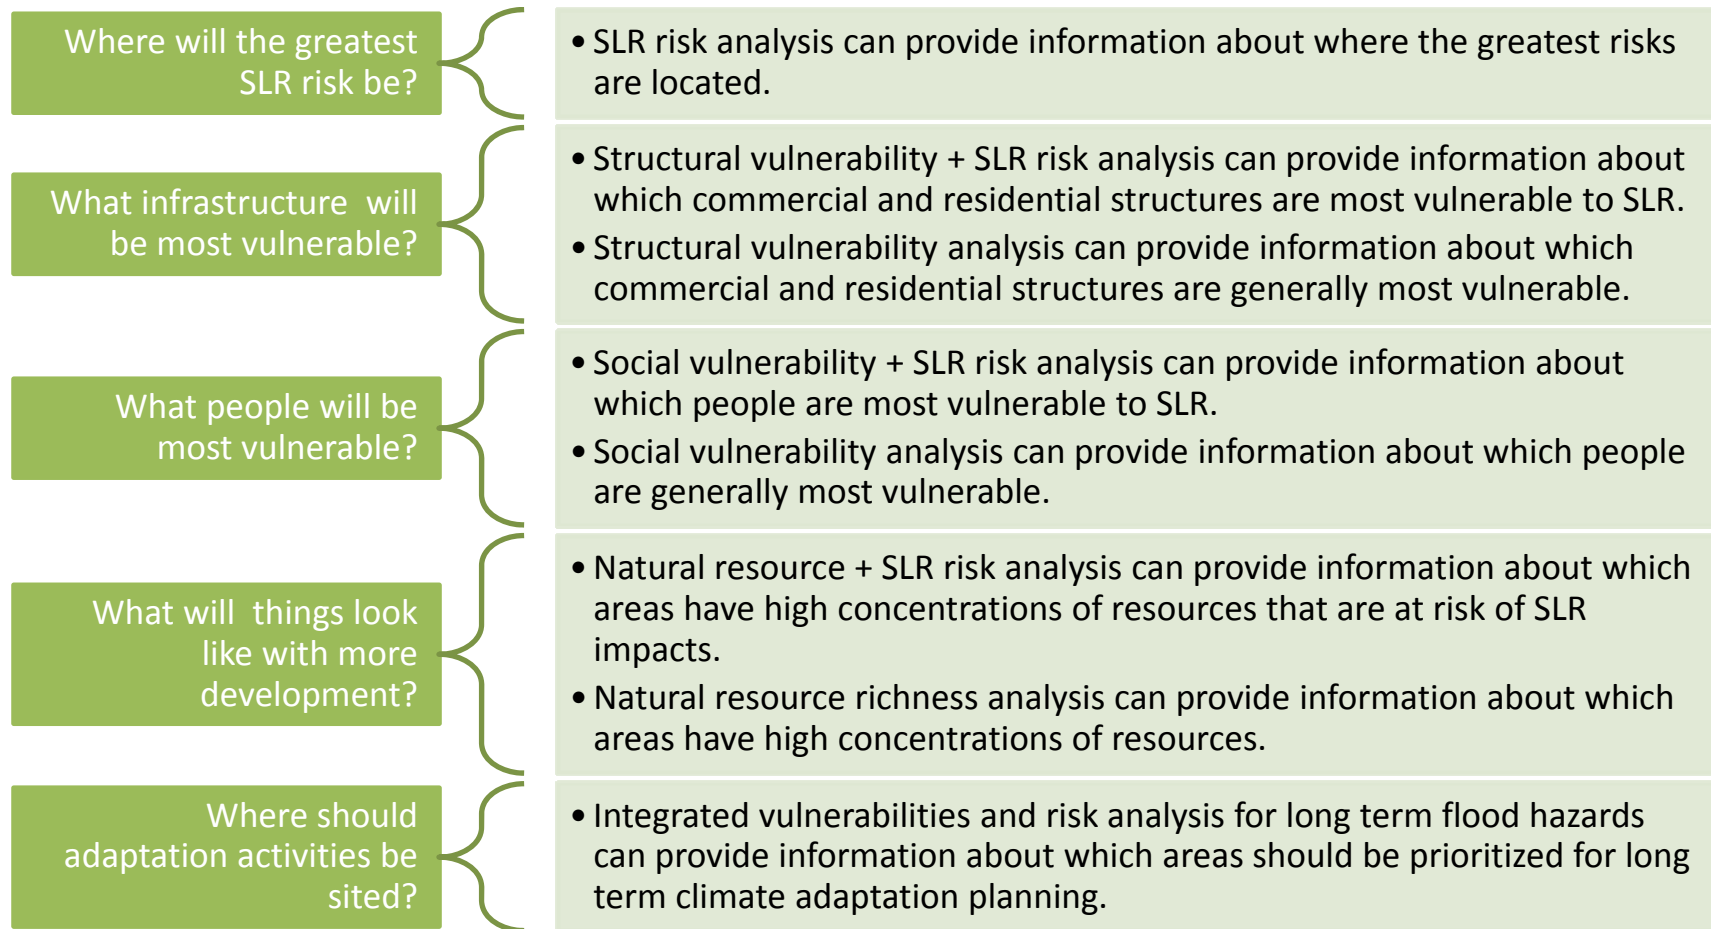 Where will the greatest
SLR risk be?
• SLR risk analysis can provide information about where the greatest risks
are located.
What infrastructure  will
be most vulnerable?
• Structural vulnerability + SLR risk analysis can provide information about
which commercial and residential structures are most vulnerable to SLR.
• Structural vulnerability analysis can provide information about which
commercial and residential structures are generally most vulnerable.
What people will be
most vulnerable?
• Social vulnerability + SLR risk analysis can provide information about
which people are most vulnerable to SLR.
• Social vulnerability analysis can provide information about which people
are generally most vulnerable.
What will  things look
like with more
development?
• Natural resource + SLR risk analysis can provide information about which
areas have high concentrations of resources that are at risk of SLR
impacts.
• Natural resource richness analysis can provide information about which
areas have high concentrations of resources.
Where should
adaptation activities be
sited?
• Integrated vulnerabilities and risk analysis for long term flood hazards
can provide information about which areas should be prioritized for long
term climate adaptation planning.